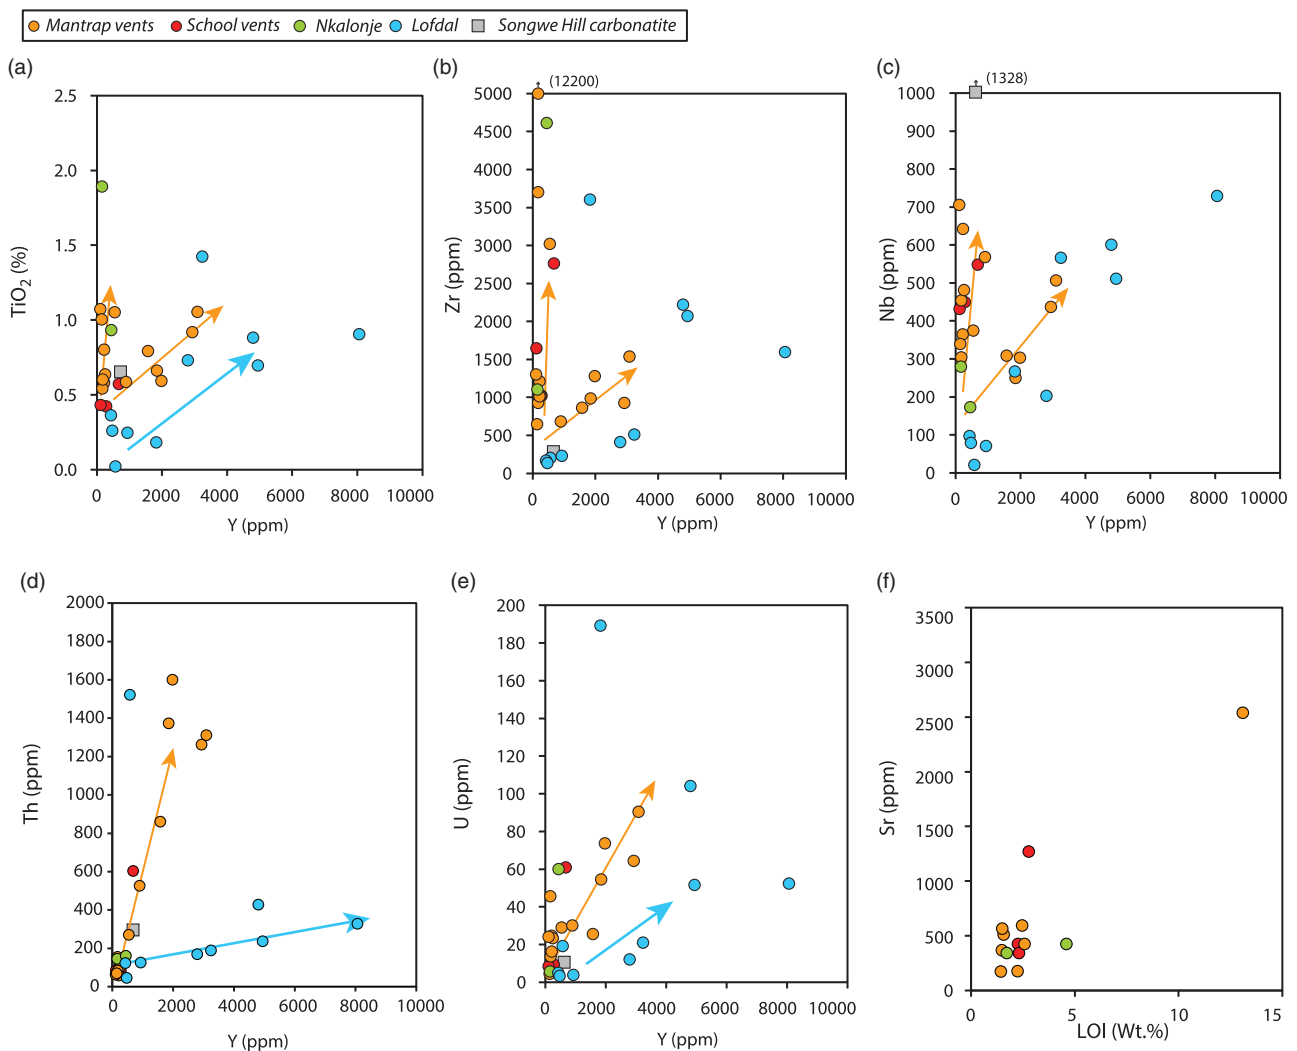 Mantrap vents School vents Nkalonje Lofdal Songwe Hill carbonatite
(a)
2.5
2.0
1.5
1.0
0.5
0.0
TiO2 (%)
0 2000 4000 6000 8000 10000
Y (ppm)
(b)
(12200)
5000
4500
4000
3500
3000
2500
2000
1500
1000
500
0
Zr (ppm)
0 2000 4000 6000 8000 10000
Y (ppm)
(c)
(1328)
1000
900
800
700
600
500
400
300
200
100
0
Nb (ppm)
0 2000 4000 6000 8000 10000
Y (ppm)
(d)
2000
1800
1600
1400
1200
1000
800
600
400
200
0
Th (ppm)
0 2000 4000 6000 8000 10000
Y (ppm)
(e)
200
180
160
140
120
100
80
60
40
20
0
U (ppm)
0 2000 4000 6000 8000 10000
Y (ppm)
(f)
3500
3000
2500
2000
1500
1000
500
0
Sr (ppm)
0 5 10 15
LOI (Wt.%)